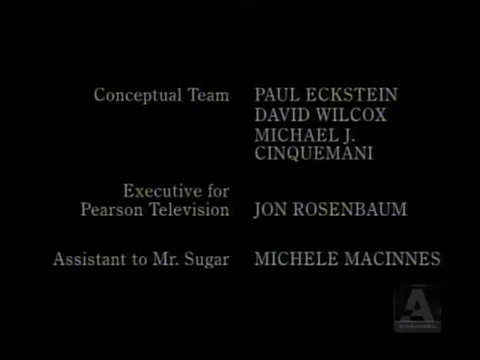 Conceptual Team PAUL ECKSTEIN
DAVID WILCOX
MICHAEL J.
CINQUEMANI
Executive for
Pearson Television JON ROSENBAUM
Assistant to Mr. Sugar MICHELE MACINNES
A
CHANNEL